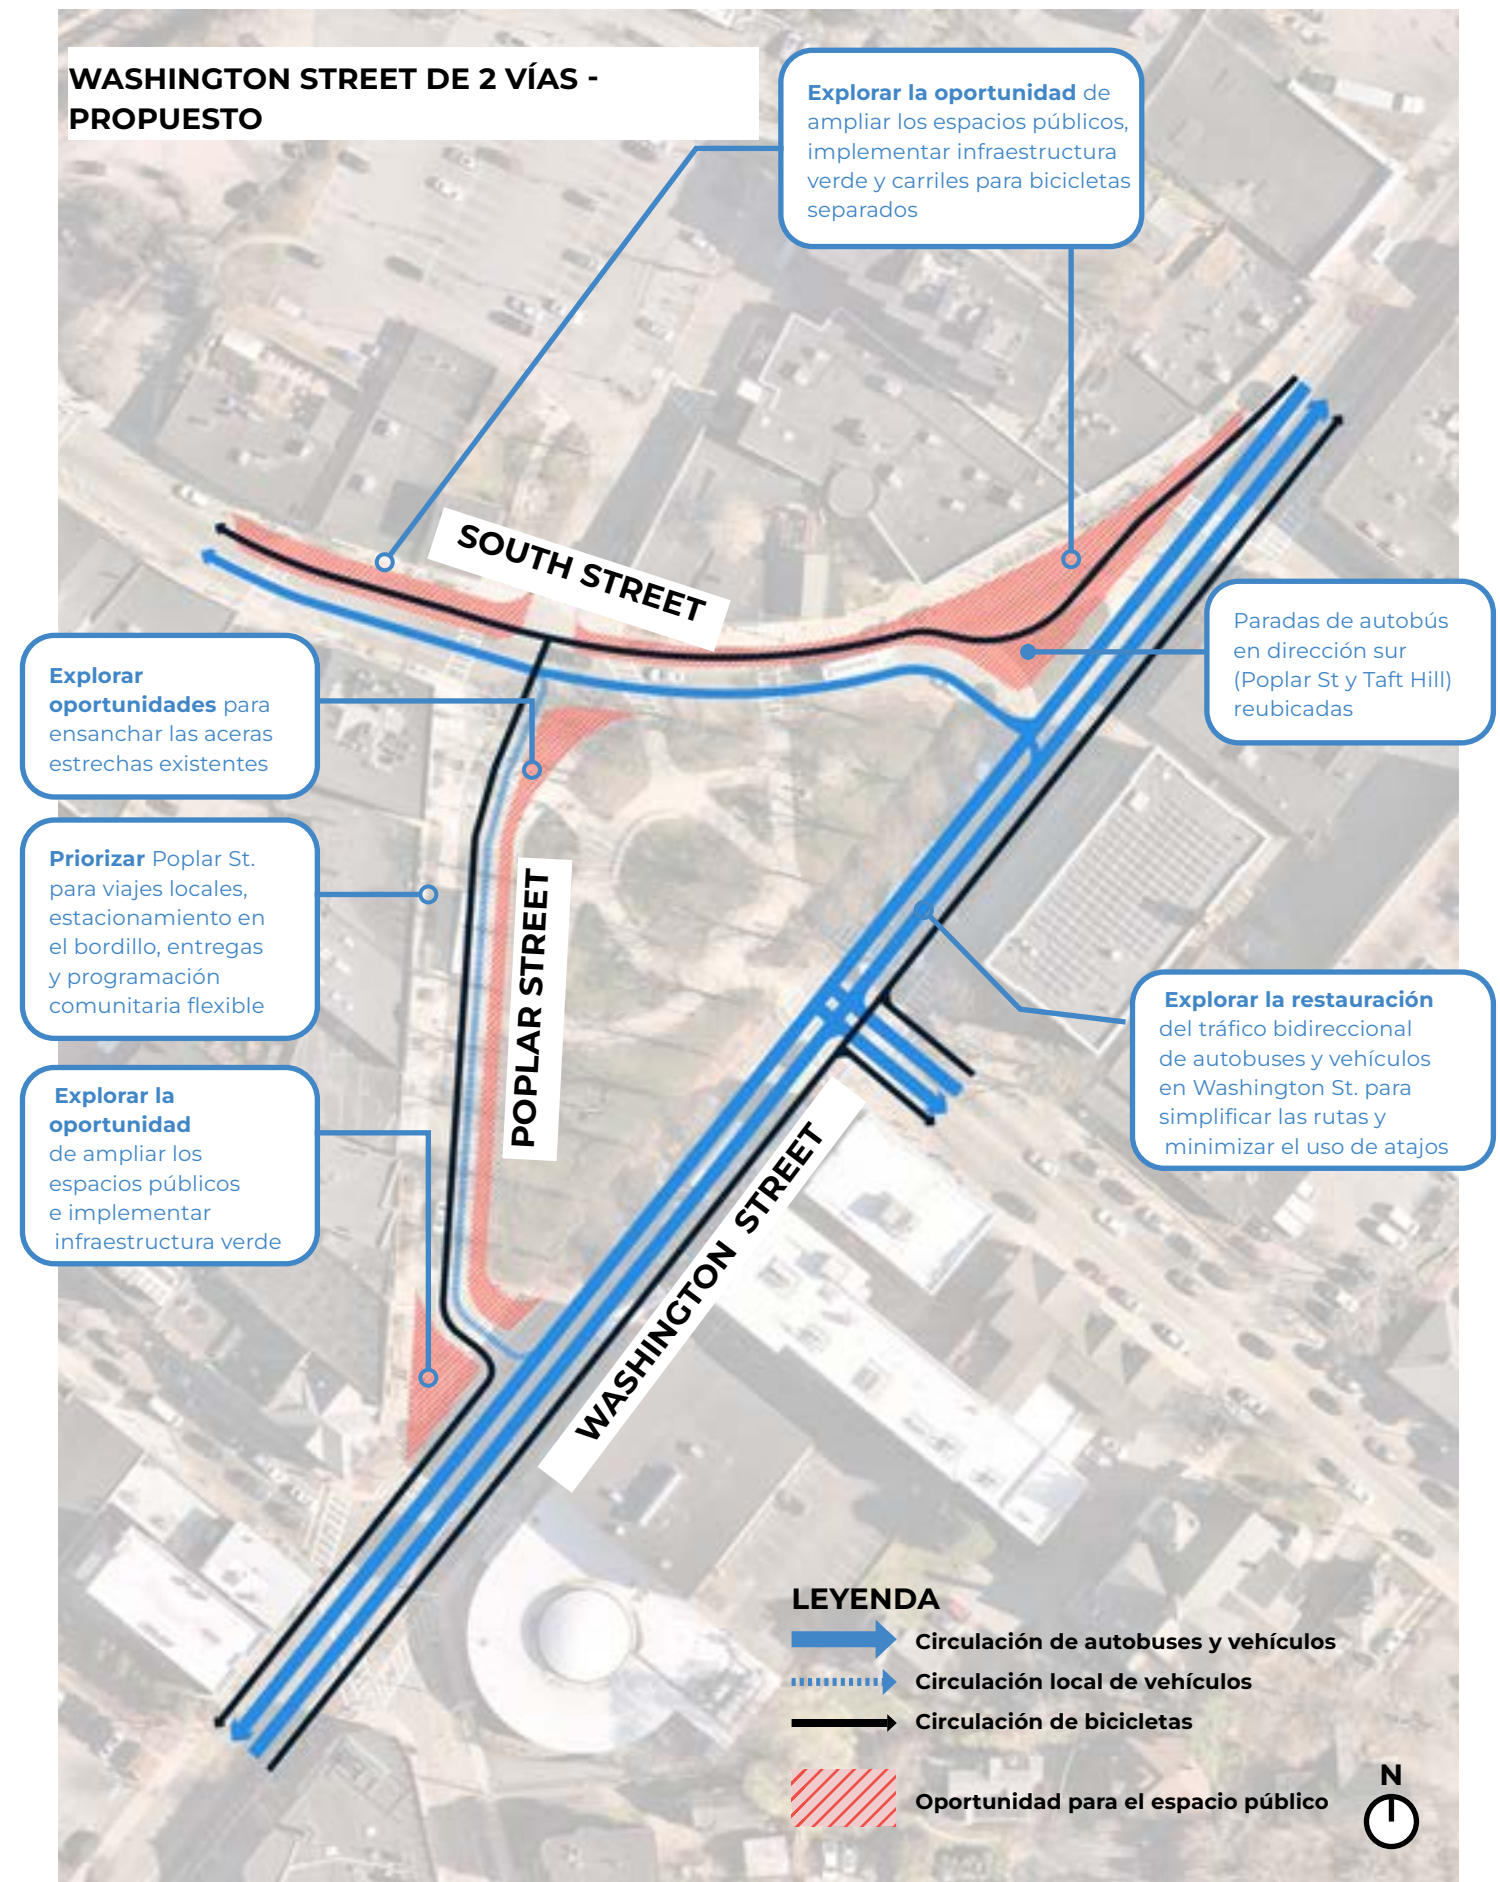 WASHINGTON STREET DE 2 VÍAS -
PROPUESTO
Explorar la oportunidad de
ampliar los espacios públicos,
implementar infraestructura
verde y carriles para bicicletas
separados
SOUTH STREET
Paradas de autobús
en dirección sur
(Poplar St y Taft Hill)
reubicadas
Explorar
oportunidades para
ensanchar las aceras
estrechas existentes
Priorizar Poplar St.
para viajes locales,
estacionamiento en
el bordillo, entregas
y programación
comunitaria flexible
POPLAR STREET
Explorar la restauración
del tráfico bidireccional
de autobuses y vehículos
en Washington St. para
simplificar las rutas y
minimizar el uso de atajos
Explorar la
oportunidad
de ampliar los
espacios públicos
e implementar
infraestructura verde
WASHINGTON STREET
LEYENDA
Circulación de autobuses y vehículos
Circulación local de vehículos
Circulación de bicicletas
Oportunidad para el espacio público
N